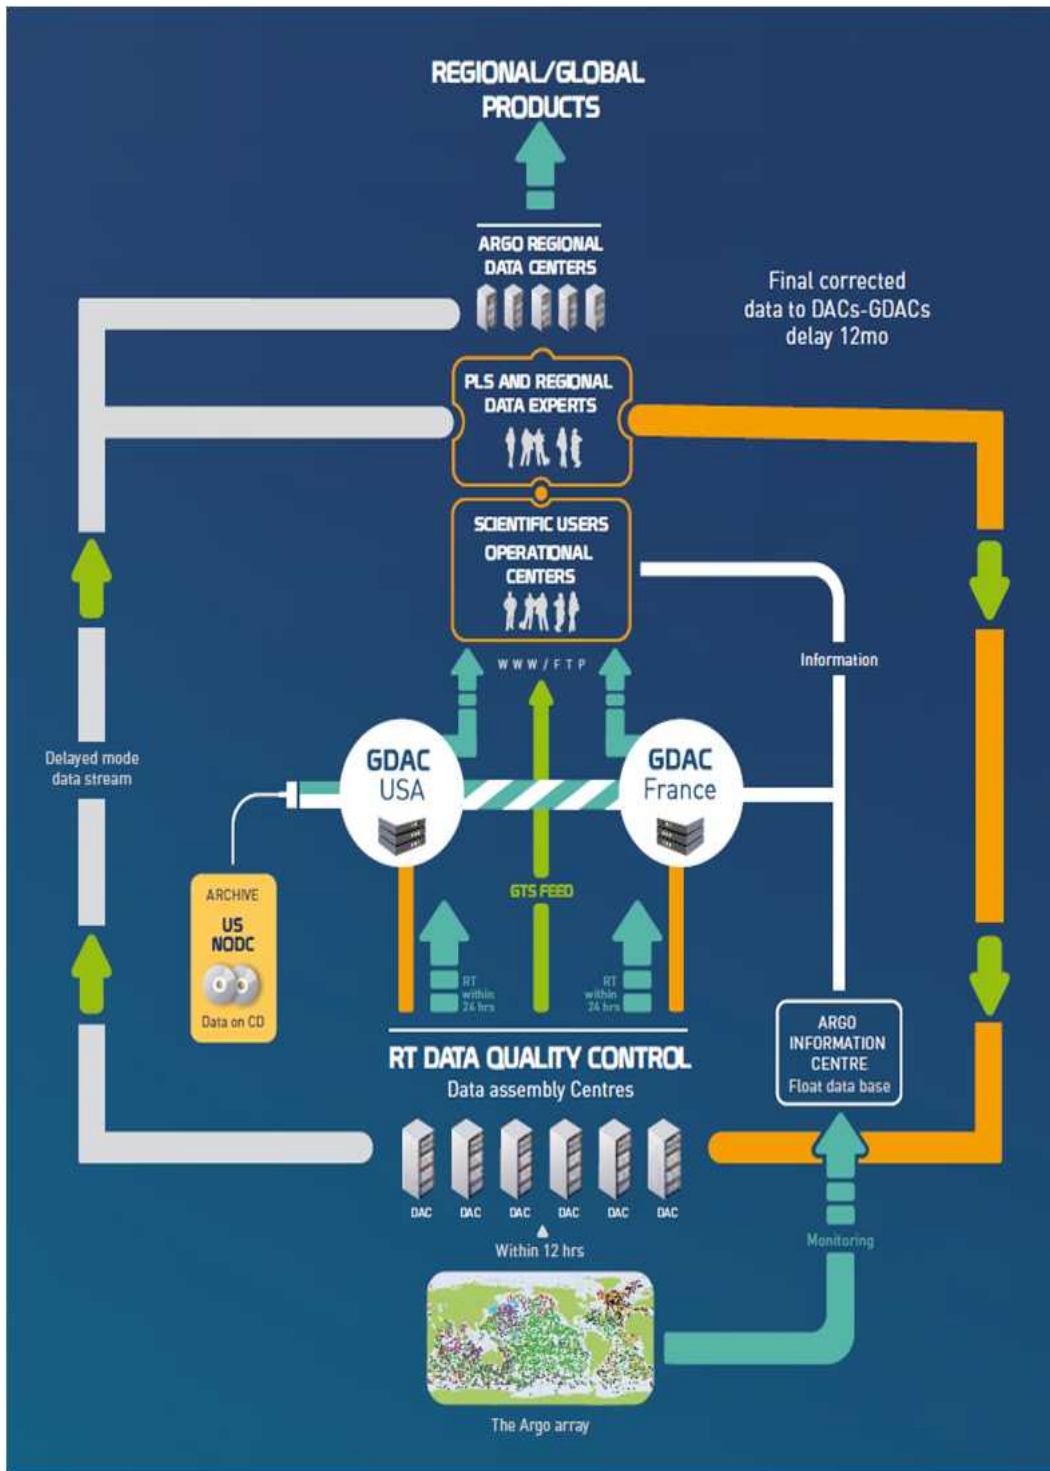 REGIONAL/GLOBAL
PRODUCTS
ARGO REGIONAL
DATA CENTERS
Final corrected
data to DACs-GDACs
delay 12mo
PLS AND REGIONAL
DATA EXPERTS
SCIENTIFIC USERS
OPERATIONAL
CENTERS
WWW/FTP
Information
Delayed mode
data stream
GDAC
USA
GDAC
France
ARCHIVE
US
NODC
Data on CD
GTS FEED
RT
within
24 hrs
RT
within
24 hrs
RT DATA QUALITY CONTROL
Data assembly Centres
ARGO
INFORMATION
CENTRE
Float data base
DAC DAC DAC DAC DAC DAC
Within 12 hrs
Monitoring
The Argo array